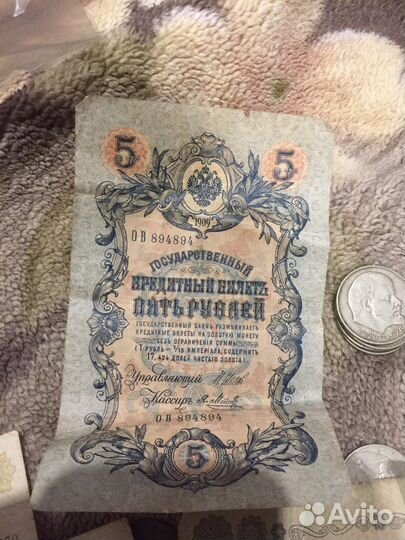 5 5
1909
ОВ 894894
ГОСУДАРСТВЕННЫЙ
КРЕДИТНЫЙ БИЛЕТЪ
ПЯТЬ РУБЛЕЙ
ГОСУДАРСТВЕННЫЙ БАНКЪ РАЗМѢНИВАЕТЪ
КРЕДИТНЫЕ БИЛЕТЫ НА ЗОЛОТУЮ МОНЕТУ
БЕЗЪ ОГРАНИЧЕНІЯ СУММЫ
(1 РУБЛЬ = 1/15 ИМПЕРІАЛА, СОДЕРЖИТЪ
17,424 ДОЛЕЙ ЧИСТАГО ЗОЛОТА)
Управляющій
Кассиръ
ОВ 894894
5
Avito